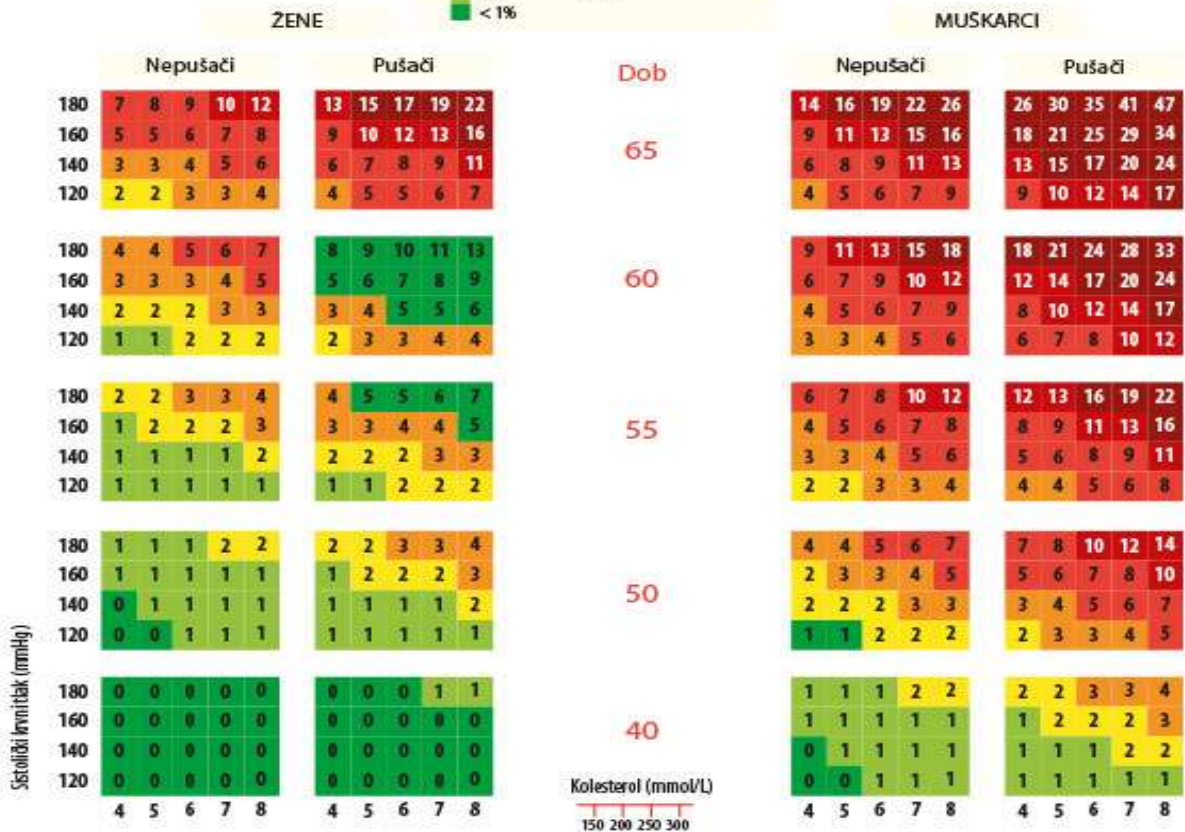 < 1%
ŽENE MUŠKARCI
Nepušači Pušači Dob Nepušači Pušači
180 7 8 9 10 12 13 15 17 19 22 14 16 19 22 26 26 30 35 41 47
160 5 5 6 7 8 9 10 12 13 16 65 9 11 13 15 16 18 21 25 29 34
140 3 3 4 5 6 6 7 8 9 11 6 8 9 11 13 13 15 17 20 24
120 2 2 3 3 4 4 5 5 6 7 4 5 6 7 9 9 10 12 14 17
180 4 4 5 6 7 8 9 10 11 13 9 11 13 15 18 18 21 24 28 33
160 3 3 3 4 5 5 6 7 8 9 60 6 7 9 10 12 12 14 17 20 24
140 2 2 2 3 3 3 4 5 5 6 4 5 6 7 9 8 10 12 14 17
120 1 1 2 2 2 2 3 3 4 4 3 3 4 5 6 6 7 8 10 12
180 2 2 3 3 4 4 5 5 6 7 6 7 8 10 12 12 13 16 19 22
160 1 2 2 2 3 3 3 4 4 5 55 4 5 6 7 8 8 9 11 13 16
140 1 1 1 1 2 2 2 2 3 3 3 3 4 5 6 5 6 8 9 11
120 1 1 1 1 1 1 1 2 2 2 2 2 3 3 4 4 4 5 6 8
180 1 1 1 2 2 2 2 3 3 4 4 4 5 6 7 7 8 10 12 14
160 1 1 1 1 1 1 2 2 2 3 50 2 3 3 4 5 5 6 7 8 10
140 0 1 1 1 1 1 1 1 1 2 2 2 2 3 3 3 4 5 6 7
120 0 0 1 1 1 1 1 1 1 1 1 1 2 2 2 2 3 3 4 5
180 0 0 0 0 0 0 0 0 1 1 1 1 1 2 2 2 2 3 3 4
160 0 0 0 0 0 0 0 0 0 0 40 1 1 1 1 1 1 2 2 2 3
140 0 0 0 0 0 0 0 0 0 0 0 1 1 1 1 1 1 1 2 2
120 0 0 0 0 0 0 0 0 0 0 0 0 1 1 1 1 1 1 1 1
Sistolički krvni tlak (mmHg)
Kolesterol (mmol/L)
4 5 6 7 8 4 5 6 7 8 4 5 6 7 8 4 5 6 7 8
150 200 250 300